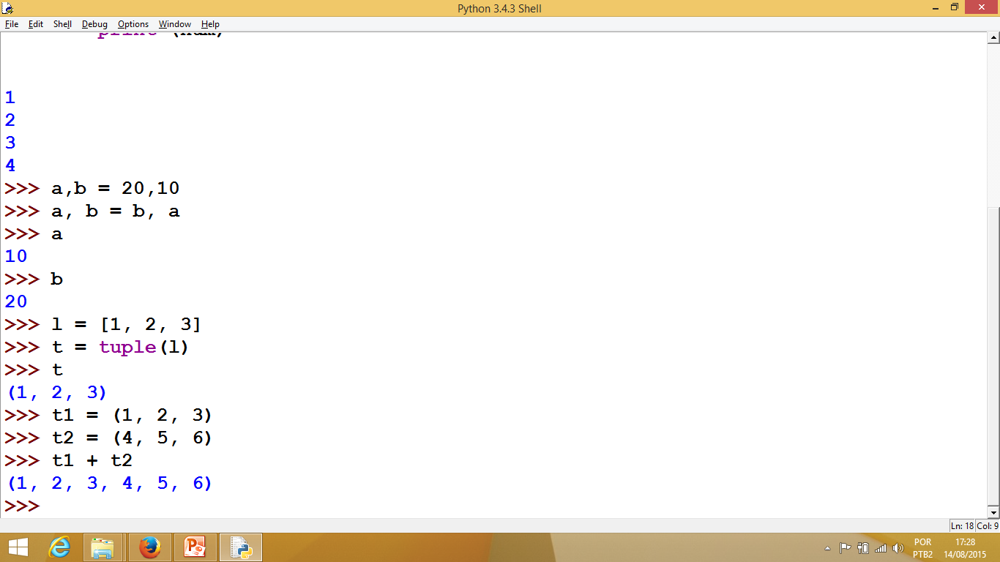 Python 3.4.3 Shell
File Edit Shell Debug Options Window Help
print (num)
1
2
3
4
>>> a,b = 20,10
>>> a, b = b, a
>>> a
10
>>> b
20
>>> l = [1, 2, 3]
>>> t = tuple(l)
>>> t
(1, 2, 3)
>>> t1 = (1, 2, 3)
>>> t2 = (4, 5, 6)
>>> t1 + t2
(1, 2, 3, 4, 5, 6)
>>>
Ln: 18 Col: 9
POR 17:28
PTB2 14/08/2015